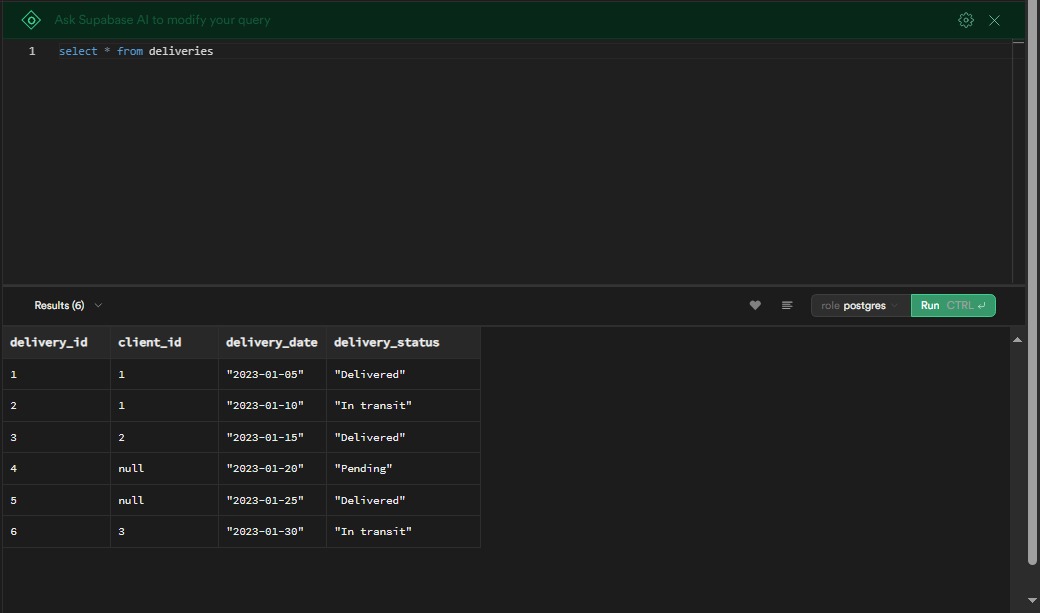 Ask Supabase AI to modify your query
1 select * from deliveries
Results (6) role postgres Run CTRL ↵
delivery_id client_id delivery_date delivery_status
1 1 "2023-01-05" "Delivered"
2 1 "2023-01-10" "In transit"
3 2 "2023-01-15" "Delivered"
4 null "2023-01-20" "Pending"
5 null "2023-01-25" "Delivered"
6 3 "2023-01-30" "In transit"